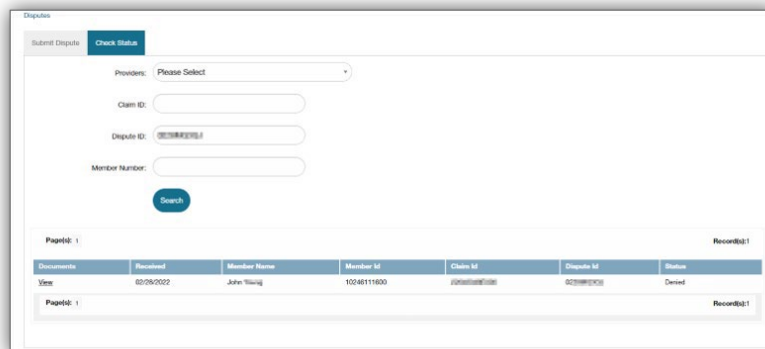 Disputes
Submit Dispute Check Status
Providers: Please Select
Claim ID:
Dispute ID:
Member Number:
Search
Page(s): 1 Record(s):1
Documents Received Member Name Member Id Claim Id Dispute Id Status
View 02/28/2022 John 10246111600 Denied
Page(s): 1 Record(s):1